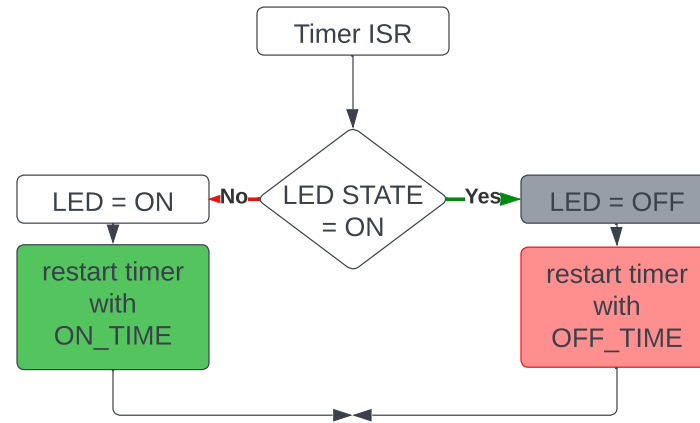 Timer ISR
LED STATE
= ON
No
Yes
LED = ON
LED = OFF
restart timer
with
ON_TIME
restart timer
with
OFF_TIME